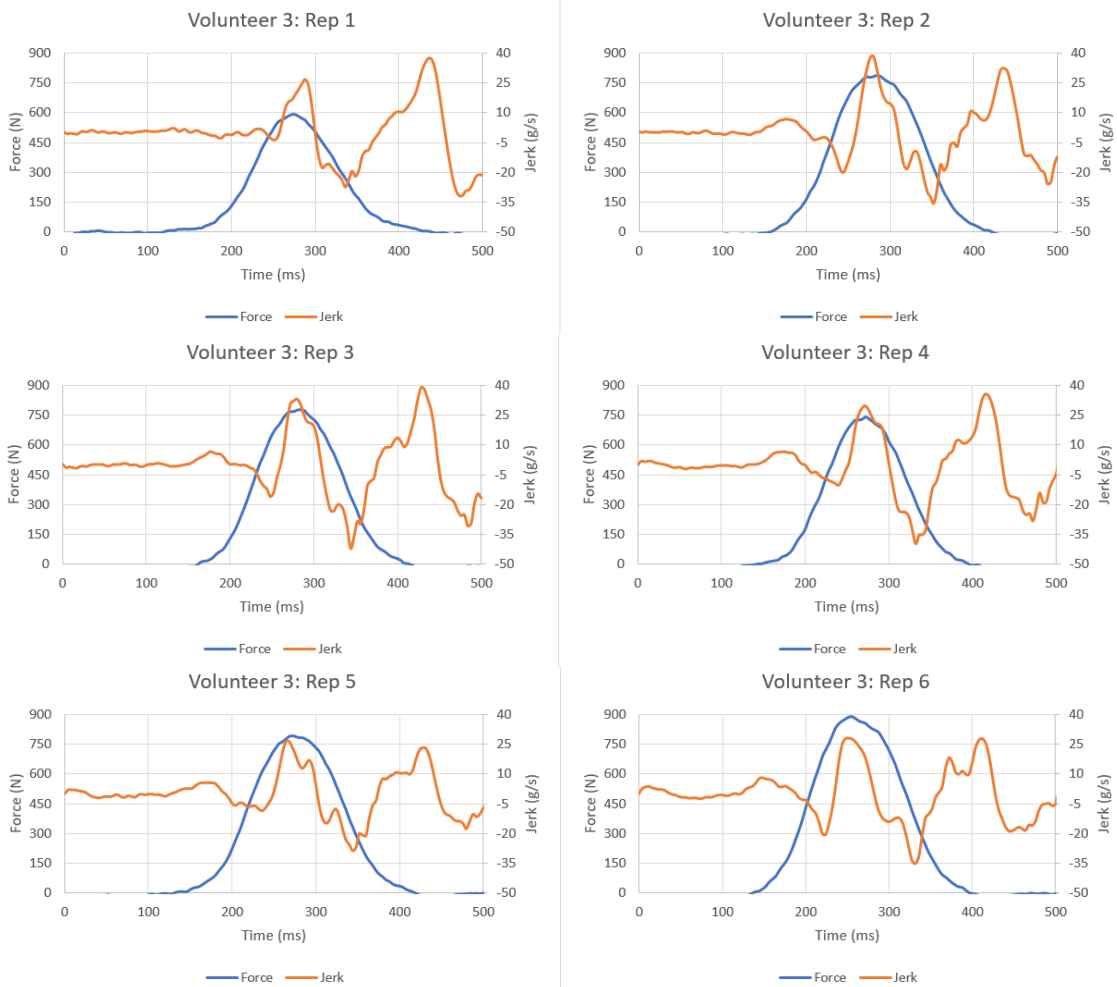 Volunteer 3: Rep 1
900
750
600
450
300
150
0
Force (N)
40
25
10
-5
-20
-35
-50
Jerk (g/s)
0 100 200 300 400 500
Time (ms)
Force Jerk
Volunteer 3: Rep 2
900
750
600
450
300
150
0
Force (N)
40
25
10
-5
-20
-35
-50
Jerk (g/s)
0 100 200 300 400 500
Time (ms)
Force Jerk
Volunteer 3: Rep 3
900
750
600
450
300
150
0
Force (N)
40
25
10
-5
-20
-35
-50
Jerk (g/s)
0 100 200 300 400 500
Time (ms)
Force Jerk
Volunteer 3: Rep 4
900
750
600
450
300
150
0
Force (N)
40
25
10
-5
-20
-35
-50
Jerk (g/s)
0 100 200 300 400 500
Time (ms)
Force Jerk
Volunteer 3: Rep 5
900
750
600
450
300
150
0
Force (N)
40
25
10
-5
-20
-35
-50
Jerk (g/s)
0 100 200 300 400 500
Time (ms)
Force Jerk
Volunteer 3: Rep 6
900
750
600
450
300
150
0
Force (N)
40
25
10
-5
-20
-35
-50
Jerk (g/s)
0 100 200 300 400 500
Time (ms)
Force Jerk